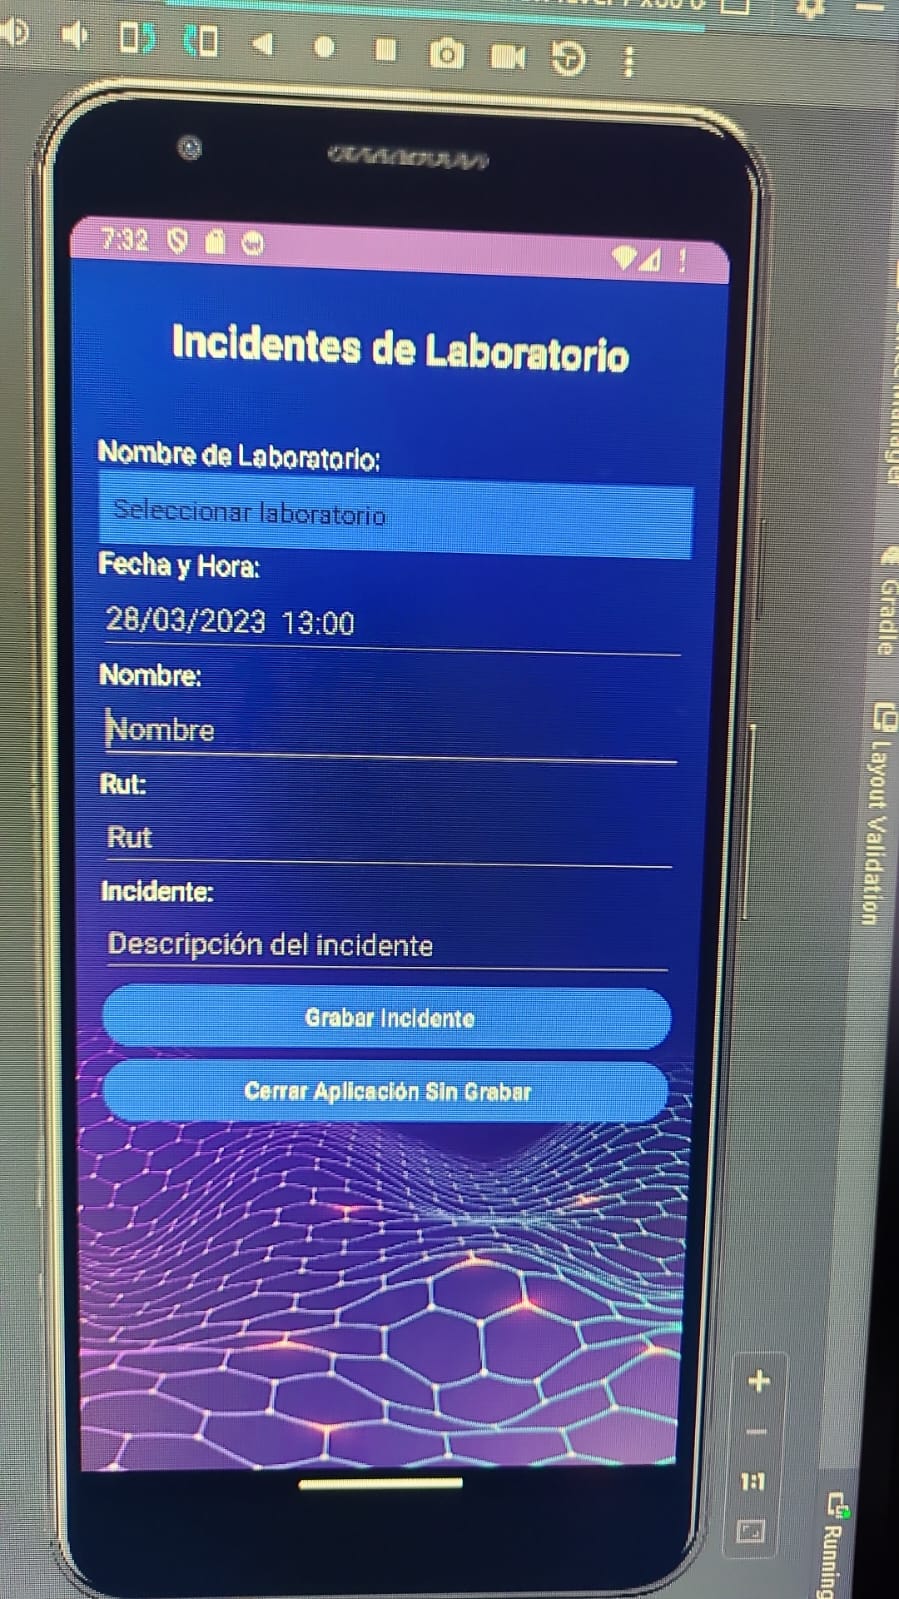 7:32
Incidentes de Laboratorio
Nombre de Laboratorio:
Seleccionar laboratorio
Fecha y Hora:
28/03/2023 13:00
Nombre:
Nombre
Rut:
Rut
Incidente:
Descripción del incidente
Grabar Incidente
Cerrar Aplicación Sin Grabar
Gradle
Layout Validation
1:1
Running